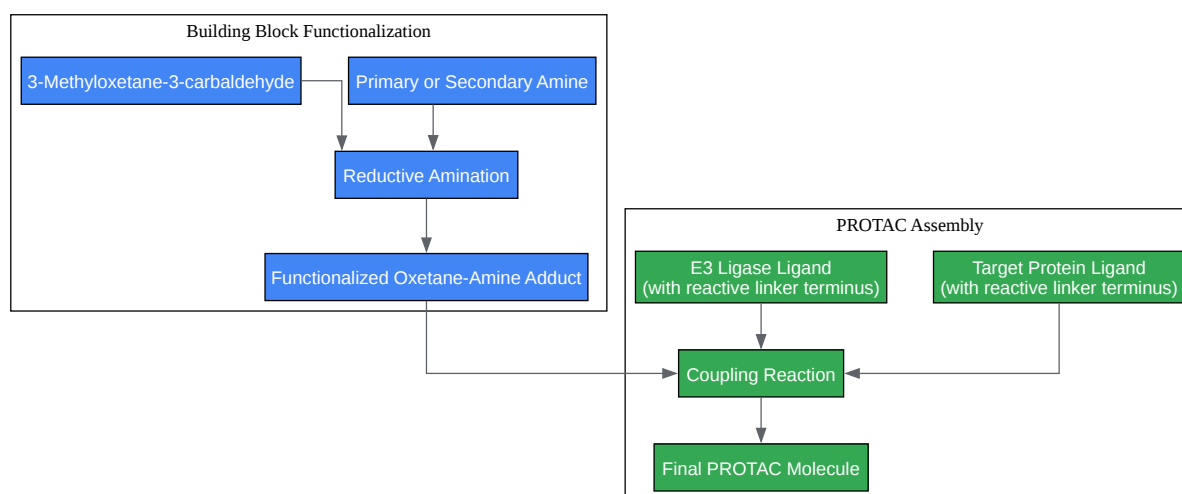 Building Block Functionalization
3-Methyloxetane-3-carbaldehyde
Primary or Secondary Amine
Reductive Amination
Functionalized Oxetane-Amine Adduct
PROTAC Assembly
E3 Ligase Ligand
(with reactive linker terminus)
Target Protein Ligand
(with reactive linker terminus)
Coupling Reaction
Final PROTAC Molecule